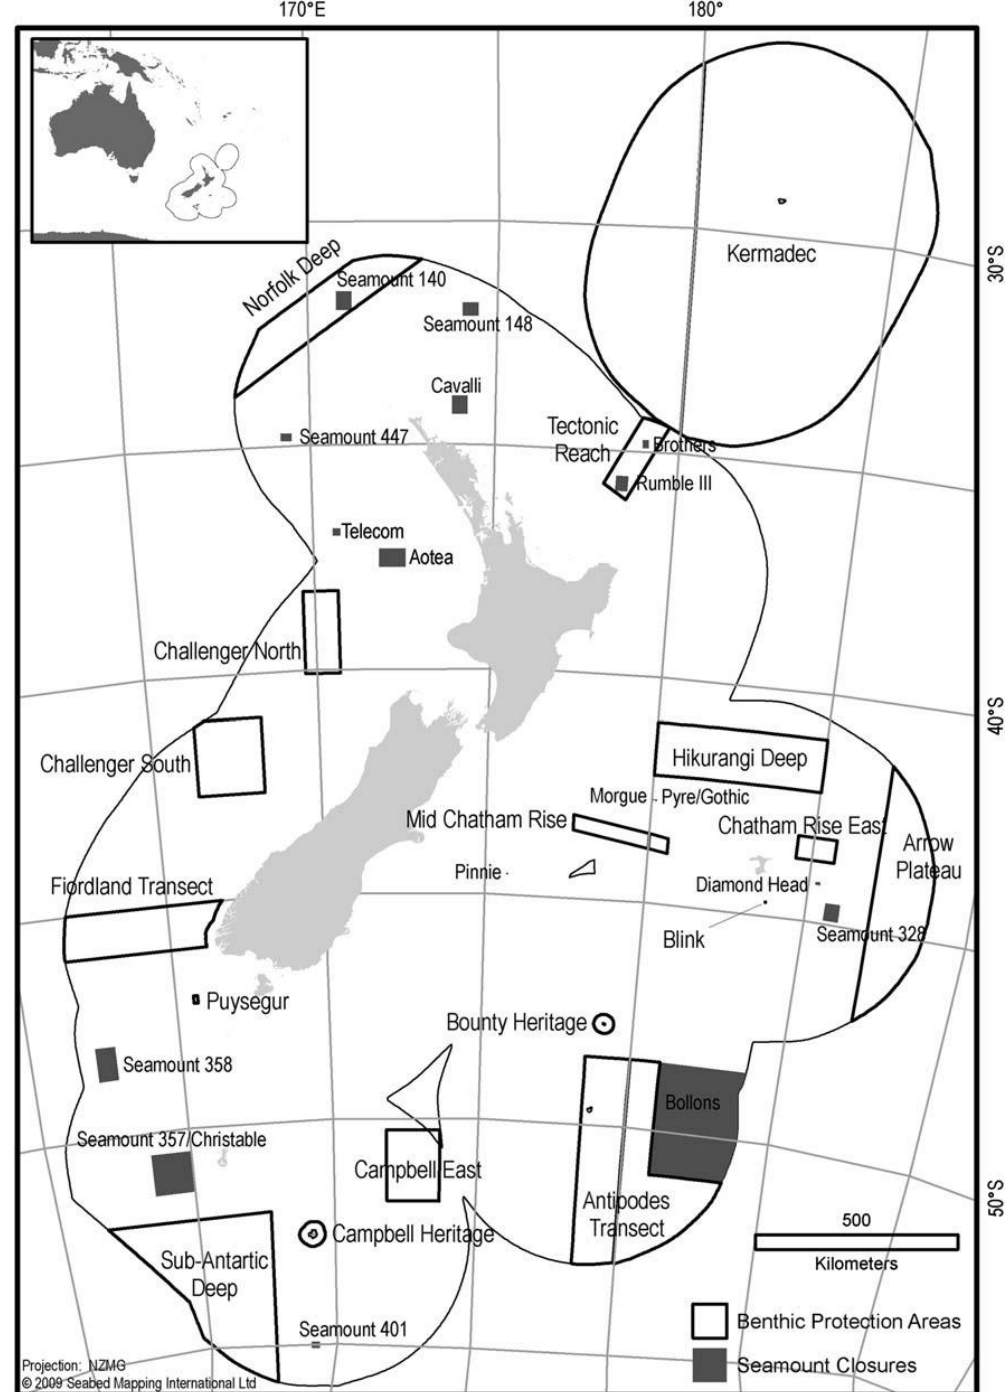 170°E
180°
30°S
Kermadec
Norfolk Deep
Seamount 140
Seamount 148
Cavalli
Seamount 447
Tectonic
Reach
Brothers
Rumble III
Telecom
Aotea
Challenger North
40°S
Challenger South
Hikurangi Deep
Morgue
Pyre/Gothic
Mid Chatham Rise
Chatham Rise East
Arrow
Plateau
Pinnie
Diamond Head
Fiordland Transect
Blink
Seamount 328
Puysegur
Bounty Heritage
Seamount 358
Bollons
Seamount 357/Christable
Campbell East
Antipodes
Transect
50°S
Campbell Heritage
500
Kilometers
Sub-Antartic
Deep
Seamount 401
Benthic Protection Areas
Seamount Closures
Projection: NZMG
© 2009 Seabed Mapping International Ltd